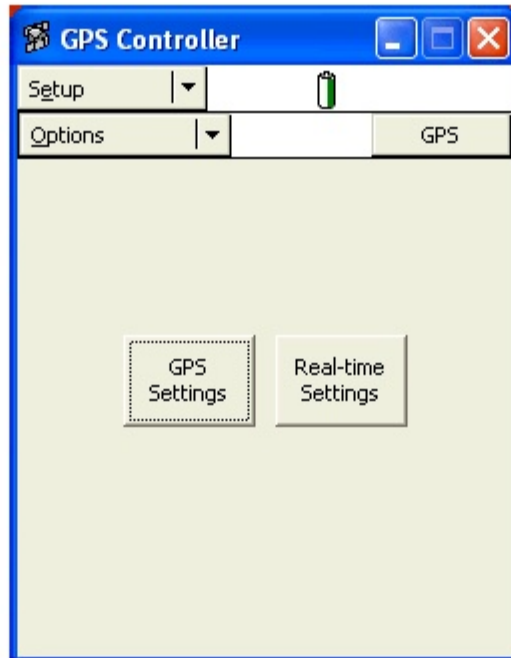 GPS Controller
Setup
Options
GPS
GPS
Settings
Real-time
Settings